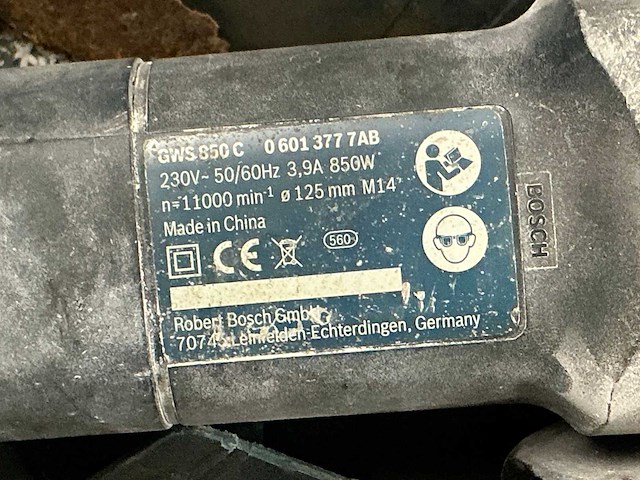 GWS 850 C 0 601 377 7AB
230V~ 50/60Hz 3,9A 850W
n=11000 min⁻¹ ø 125 mm M14
Made in China
CE 560
Robert Bosch GmbH
Leinfelden-Echterdingen, Germany
BOSCH